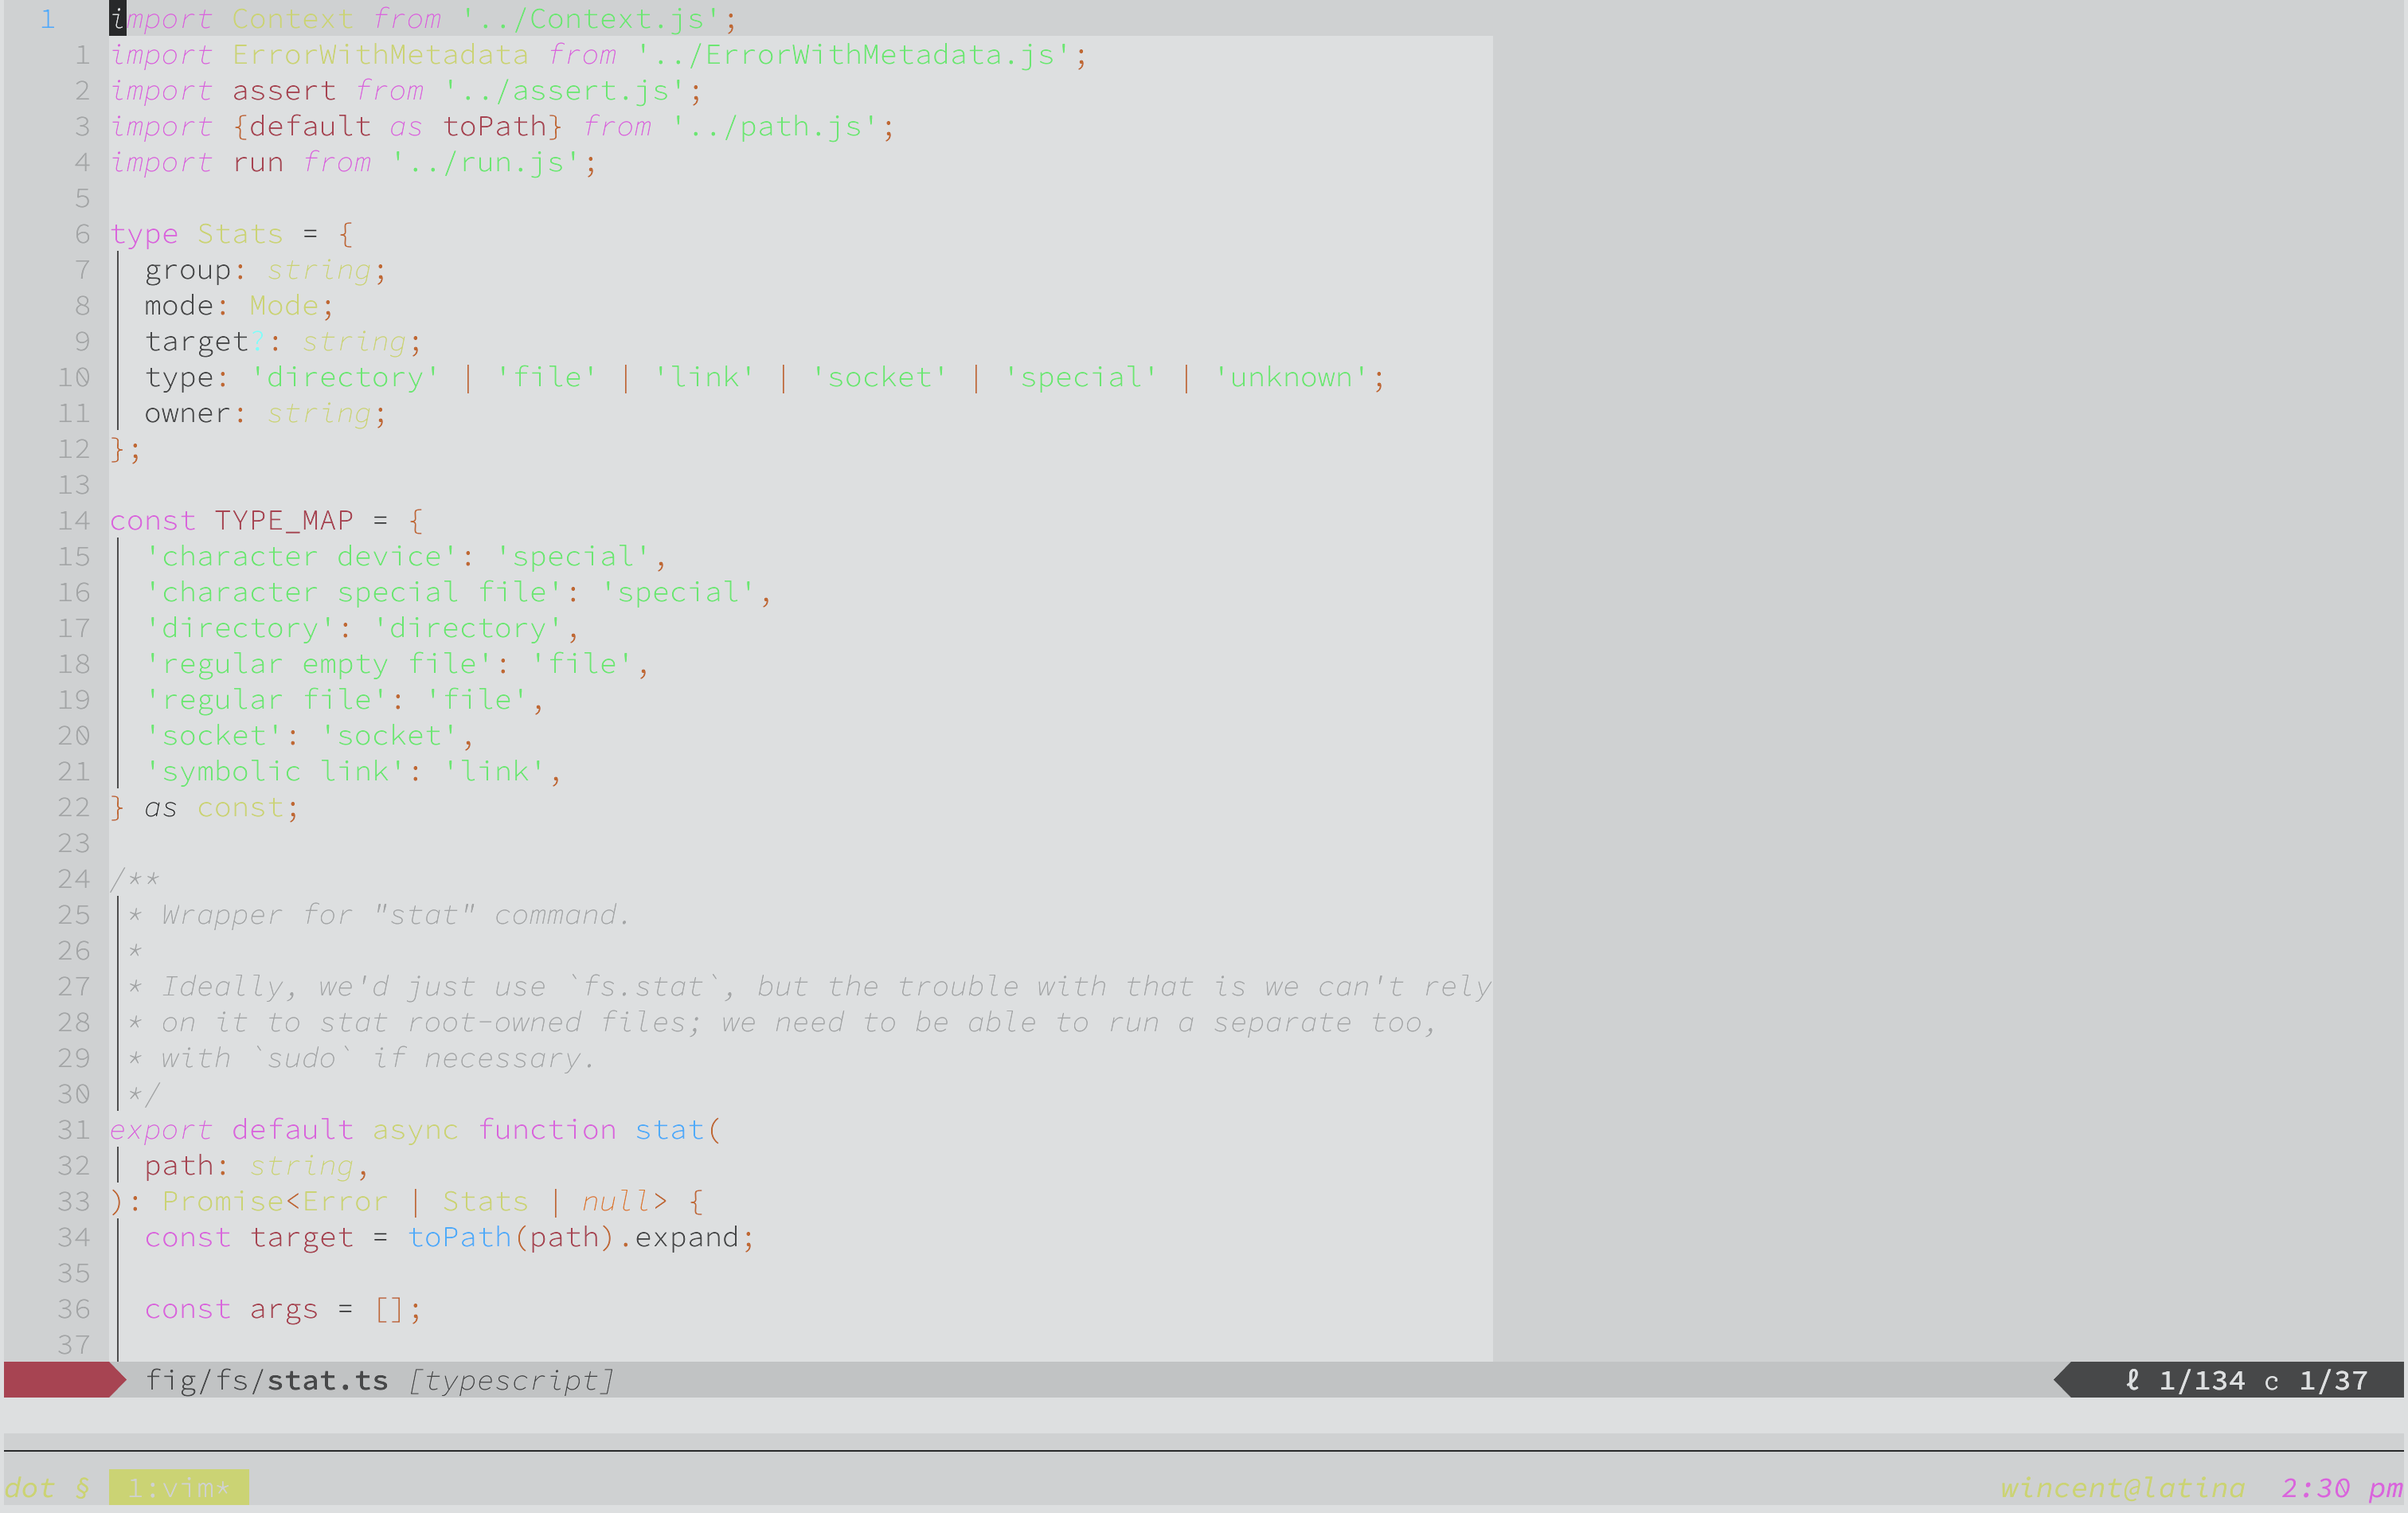 1 import Context from '../Context.js';
1 import ErrorWithMetadata from '../ErrorWithMetadata.js';
2 import assert from '../assert.js';
3 import {default as toPath} from '../path.js';
4 import run from '../run.js';
5
6 type Stats = {
7 group: string;
8 mode: Mode;
9 target?: string;
10 type: 'directory' | 'file' | 'link' | 'socket' | 'special' | 'unknown';
11 owner: string;
12 };
13
14 const TYPE_MAP = {
15 'character device': 'special',
16 'character special file': 'special',
17 'directory': 'directory',
18 'regular empty file': 'file',
19 'regular file': 'file',
20 'socket': 'socket',
21 'symbolic link': 'link',
22 } as const;
23
24 /**
25 * Wrapper for "stat" command.
26 *
27 * Ideally, we'd just use `fs.stat`, but the trouble with that is we can't rely
28 * on it to stat root-owned files; we need to be able to run a separate too,
29 * with `sudo` if necessary.
30 */
31 export default async function stat(
32 path: string,
33 ): Promise<Error | Stats | null> {
34 const target = toPath(path).expand;
35
36 const args = [];
37
fig/fs/stat.ts [typescript] ℓ 1/134 c 1/37
dot § 1:vim* wincent@latina 2:30 pm